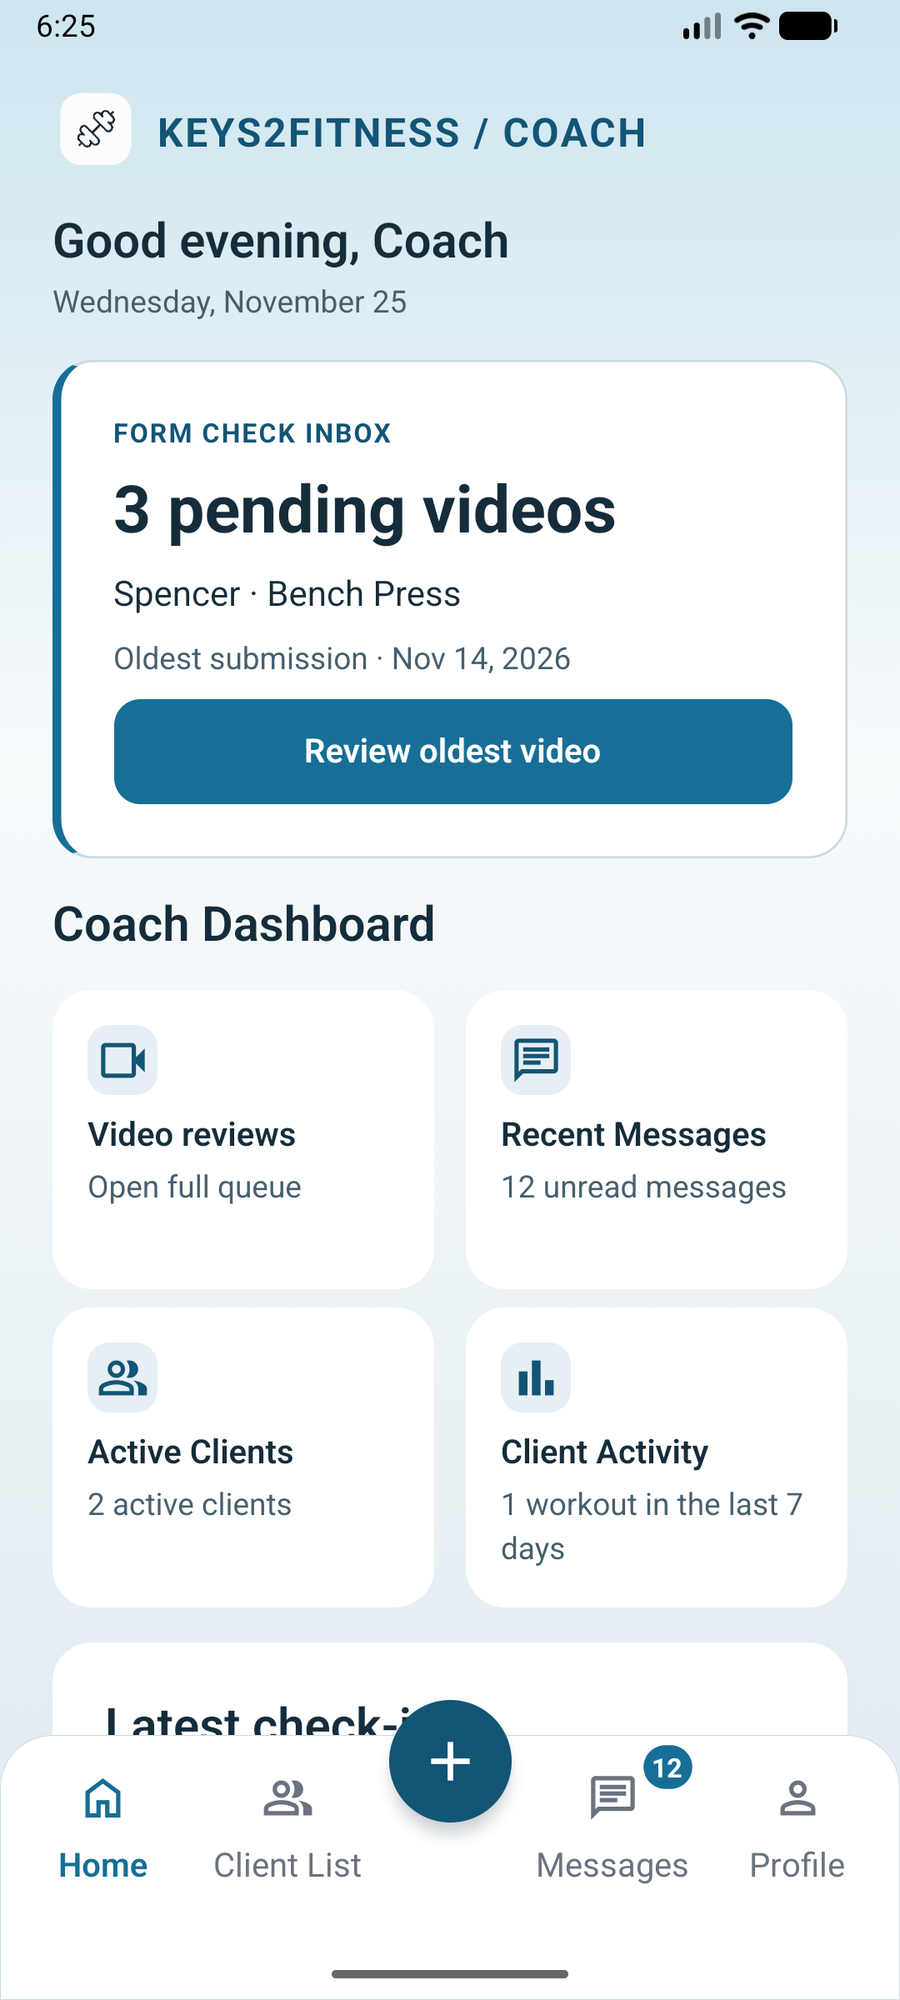 6:25
KEYS2FITNESS / COACH
Good evening, Coach
Wednesday, November 25
FORM CHECK INBOX
3 pending videos
Spencer · Bench Press
Oldest submission · Nov 14, 2026
Review oldest video
Coach Dashboard
Video reviews
Open full queue
Recent Messages
12 unread messages
Active Clients
2 active clients
Client Activity
1 workout in the last 7
days
Latest check-i
12
Home
Client List
Messages
Profile